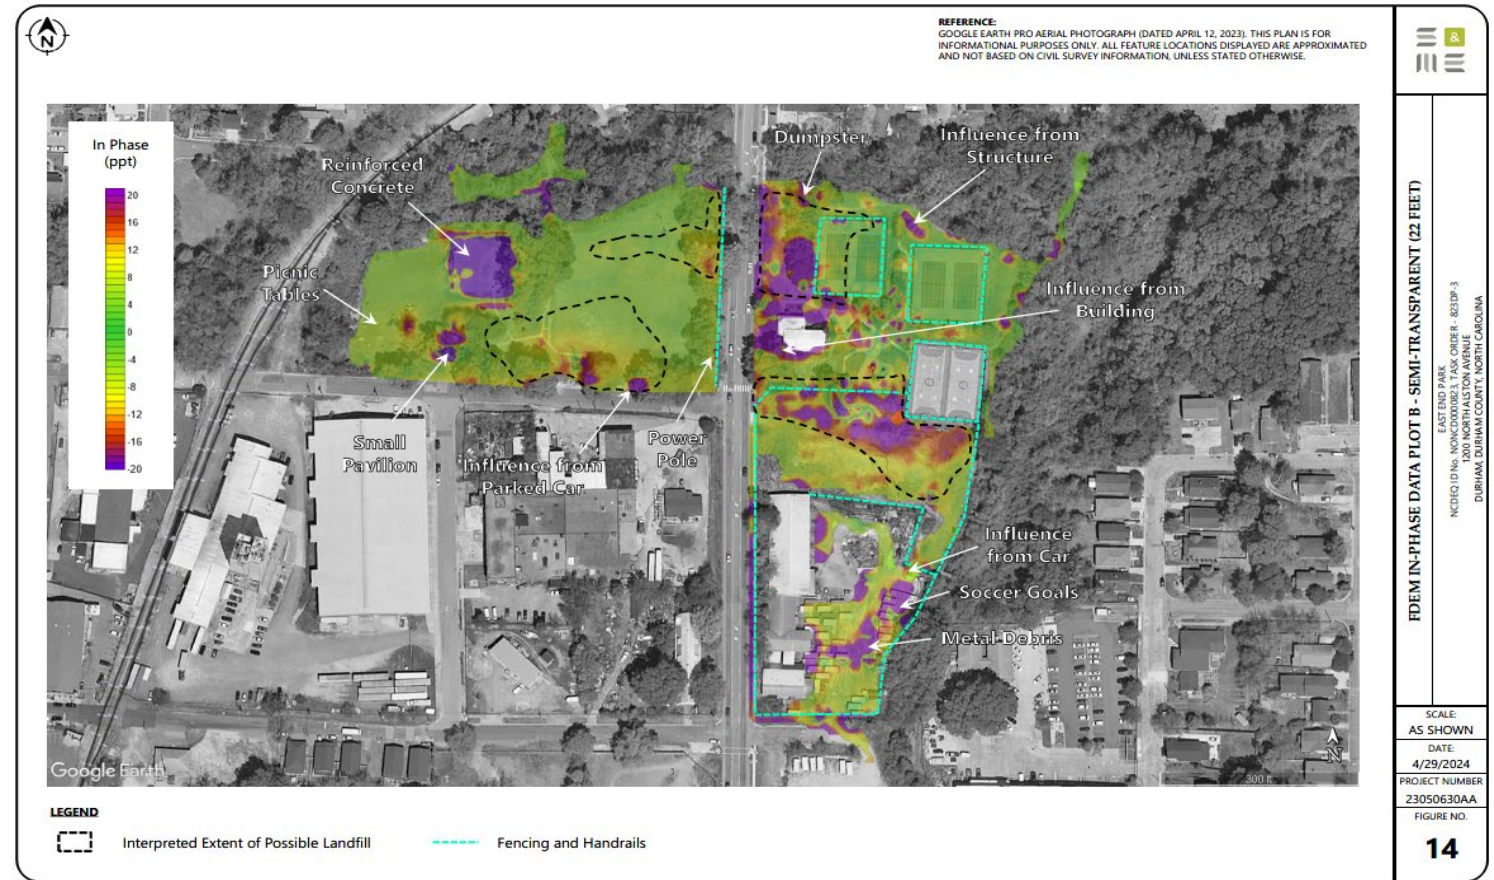 N
REFERENCE:
GOOGLE EARTH PRO AERIAL PHOTOGRAPH (DATED APRIL 12, 2023). THIS PLAN IS FOR
INFORMATIONAL PURPOSES ONLY. ALL FEATURE LOCATIONS DISPLAYED ARE APPROXIMATED
AND NOT BASED ON CIVIL SURVEY INFORMATION, UNLESS STATED OTHERWISE.
&
In Phase
(ppt)
20
16
12
8
4
0
-4
-8
-12
-16
-20
Reinforced
Concrete
Picnic
Tables
Small
Pavilion
Influence from
Parked Car
Power
Pole
Dumpster
Influence from
Structure
Influence from
Building
Influence
from Car
Soccer Goals
Metal Debris
Google Earth
300 ft
N
LEGEND
Interpreted Extent of Possible Landfill
Fencing and Handrails
FDEM IN-PHASE DATA PLOT B - SEMI-TRANSPARENT (22 FEET)
EAST END PARK
NCDEQ ID No. NONCD0000823, TASK ORDER - 823DP-3
1200 NORTH ALSTON AVENUE
DURHAM, DURHAM COUNTY, NORTH CAROLINA
SCALE:
AS SHOWN
DATE:
4/29/2024
PROJECT NUMBER
23050630AA
FIGURE NO.
14